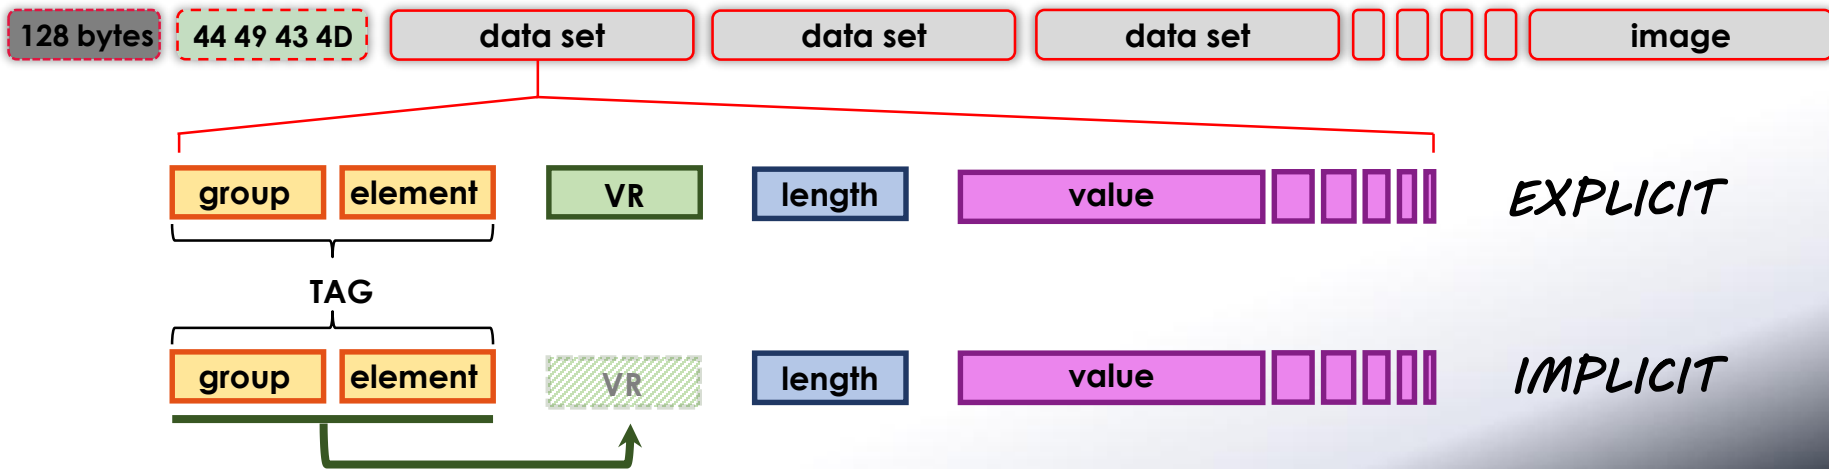 128 bytes 44 49 43 4D data set data set data set image
group element VR length value EXPLICIT
TAG
group element VR length value IMPLICIT